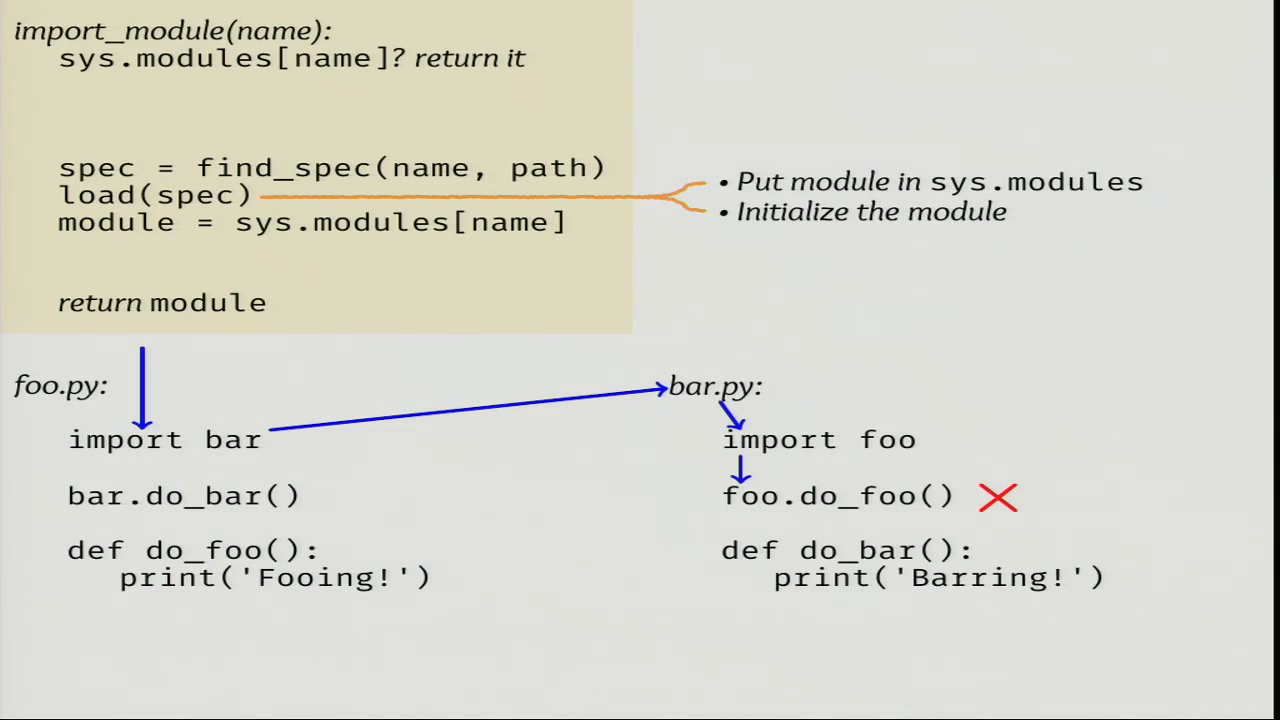 import_module(name):
sys.modules[name]? return it
spec = find_spec(name, path)
load(spec)
module = sys.modules[name]
return module
• Put module in sys.modules
• Initialize the module
foo.py:
import bar
bar.do_bar()
def do_foo():
print('Fooing!')
bar.py:
import foo
foo.do_foo()
def do_bar():
print('Barring!')